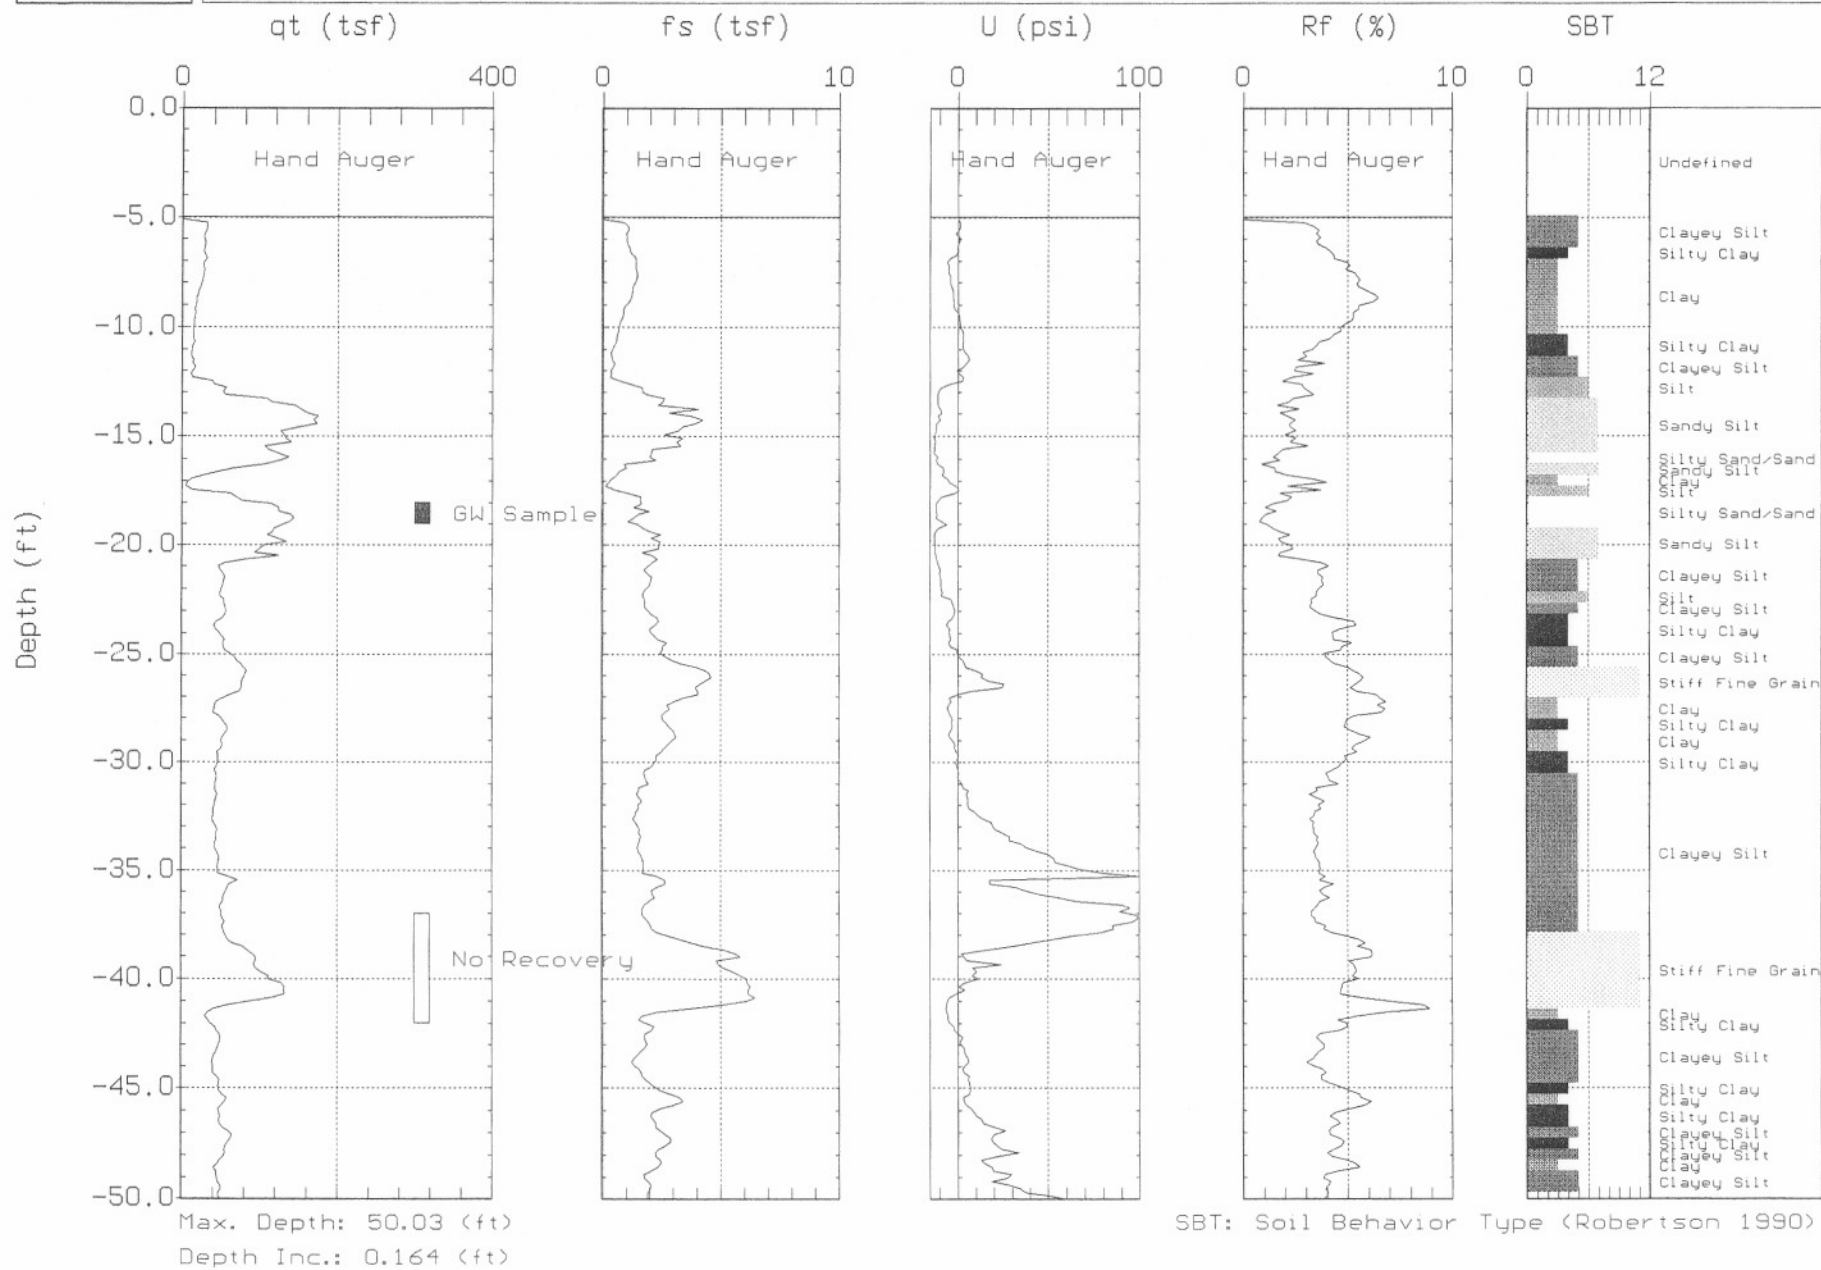 qt (tsf) fs (tsf) U (psi) Rf (%) SBT
0 400 0 10 0 100 0 10 0 12
0.0
Hand Auger Hand Auger Hand Auger Hand Auger
Undefined
-5.0
Clayey Silt
Silty Clay
Clay
-10.0
Silty Clay
Clayey Silt
Silt
Sandy Silt
-15.0
Silty Sand/Sand
Sandy Silt
Clay
Silt
GW Sample
Silty Sand/Sand
-20.0
Sandy Silt
Clayey Silt
Silt
Clayey Silt
Silty Clay
-25.0
Clayey Silt
Stiff Fine Grain
Clay
Silty Clay
Clay
-30.0
Silty Clay
Clayey Silt
-35.0
No Recovery
Stiff Fine Grain
-40.0
Clay
Silty Clay
Clayey Silt
-45.0
Silty Clay
Clay
Silty Clay
Clayey Silt
Silty Clay
Clayey Silt
Clay
Clayey Silt
-50.0
Depth (ft)
Max. Depth: 50.03 (ft)
SBT: Soil Behavior Type (Robertson 1990)
Depth Inc.: 0.164 (ft)